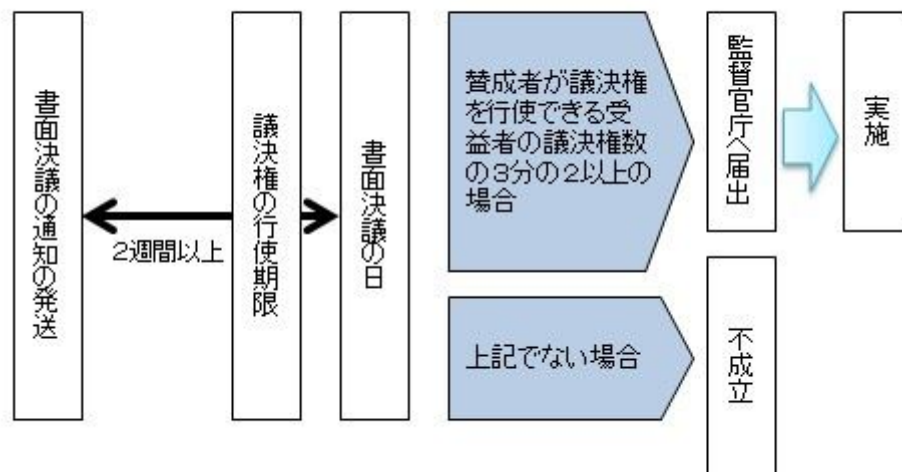 書面決議の通知の発送
2週間以上
議決権の行使期限
書面決議の日
賛成者が議決権
を行使できる受
益者の議決権数
の3分の2以上の
場合
監督官庁へ届出
実施
上記でない場合
不成立